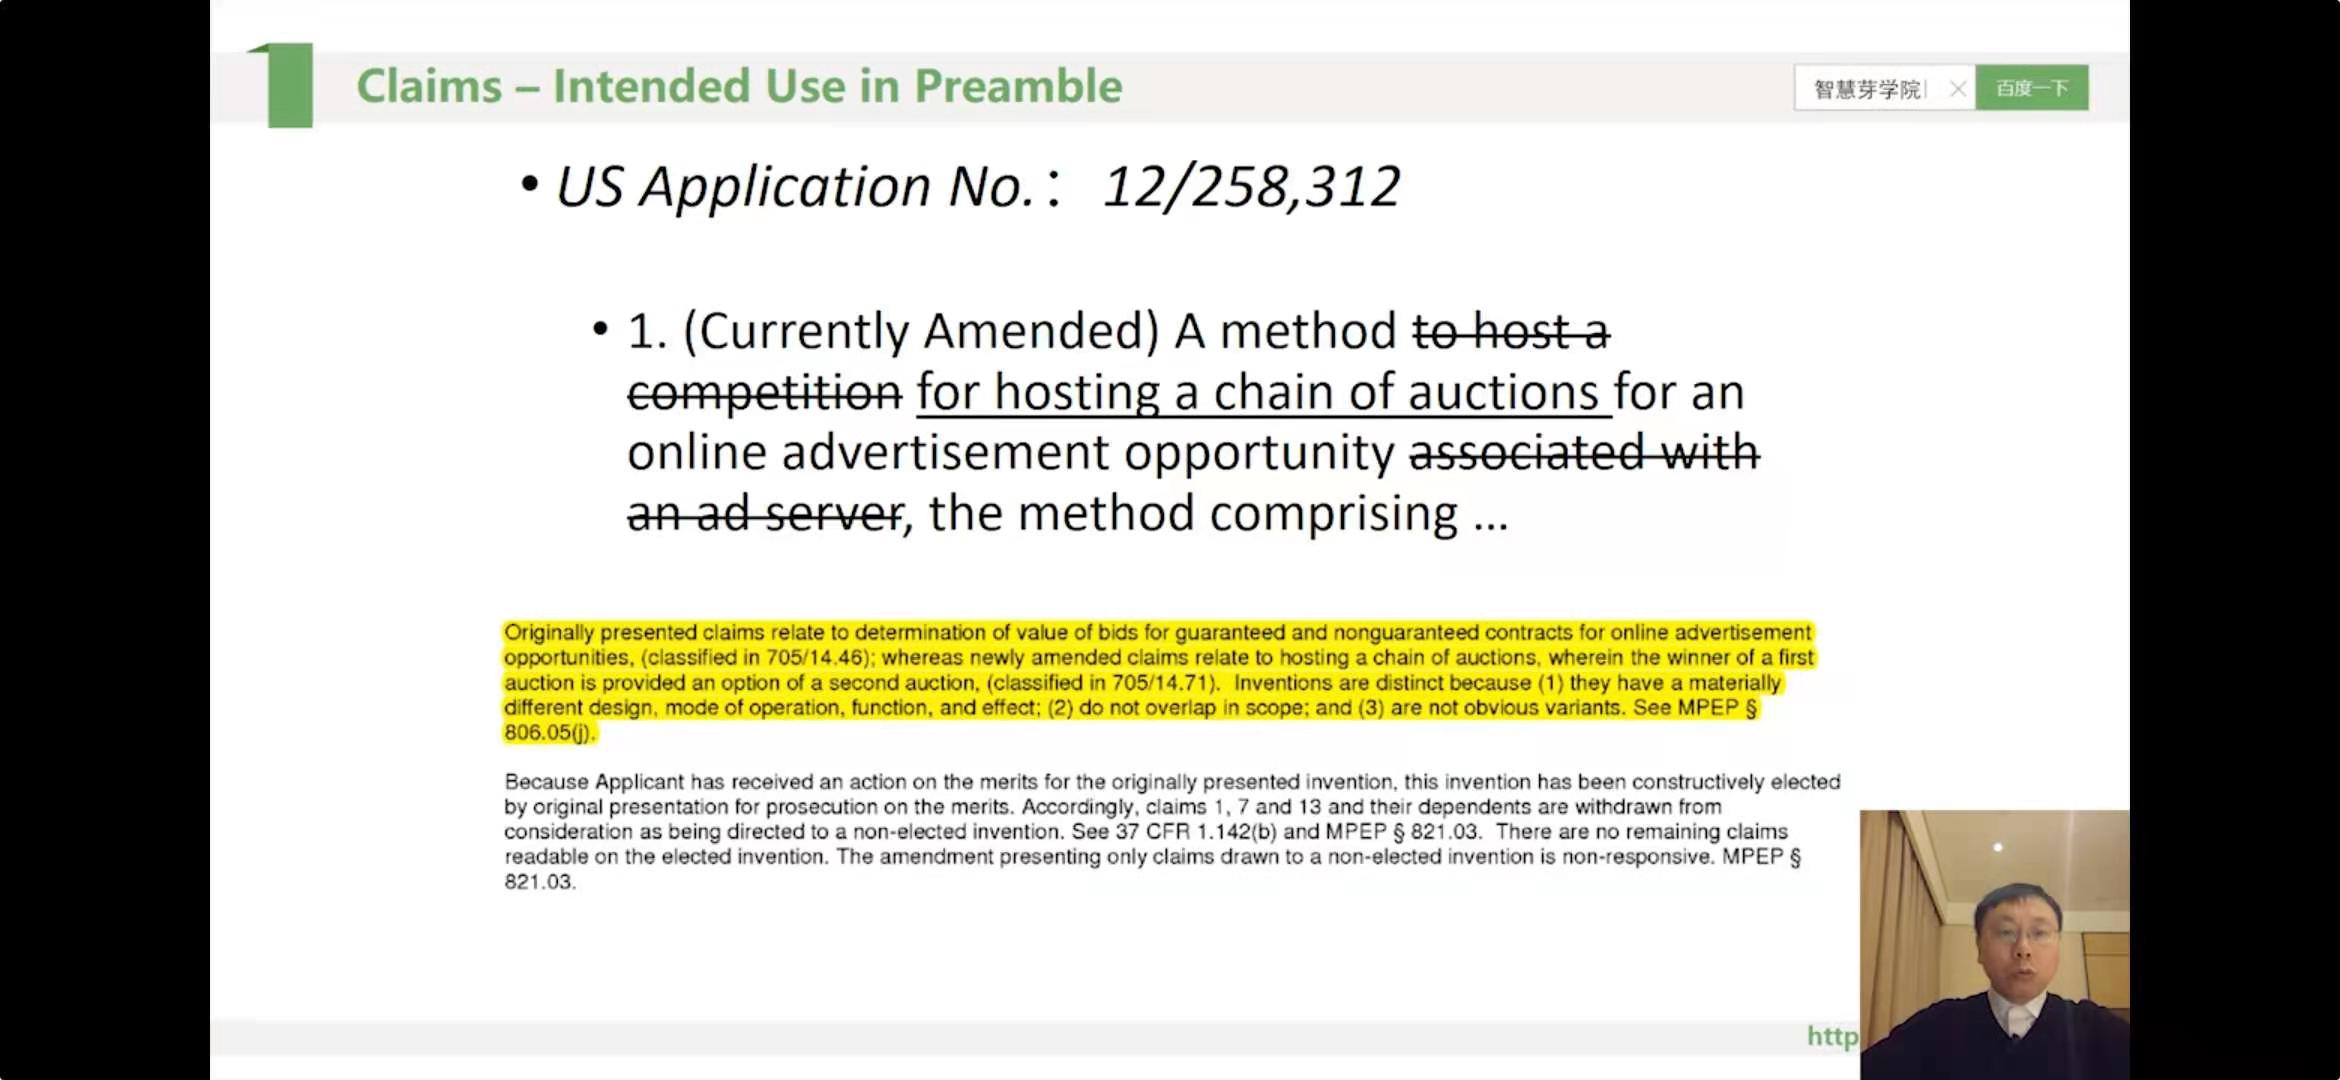 Claims – Intended Use in Preamble
智慧芽学院
百度一下
• US Application No.： 12/258,312
• 1. (Currently Amended) A method to host a
competition for hosting a chain of auctions for an
online advertisement opportunity associated with
an ad server, the method comprising ...
Originally presented claims relate to determination of value of bids for guaranteed and nonguaranteed contracts for online advertisement
opportunities, (classified in 705/14.46); whereas newly amended claims relate to hosting a chain of auctions, wherein the winner of a first
auction is provided an option of a second auction, (classified in 705/14.71). Inventions are distinct because (1) they have a materially
different design, mode of operation, function, and effect; (2) do not overlap in scope; and (3) are not obvious variants. See MPEP §
806.05(j).
Because Applicant has received an action on the merits for the originally presented invention, this invention has been constructively elected
by original presentation for prosecution on the merits. Accordingly, claims 1, 7 and 13 and their dependents are withdrawn from
consideration as being directed to a non-elected invention. See 37 CFR 1.142(b) and MPEP § 821.03. There are no remaining claims
readable on the elected invention. The amendment presenting only claims drawn to a non-elected invention is non-responsive. MPEP §
821.03.
http